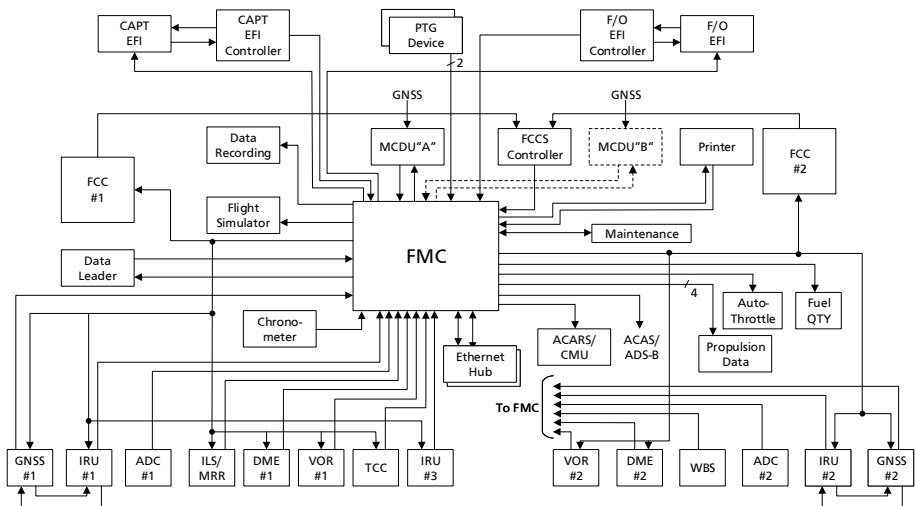 CAPT
EFI
CAPT
EFI
Controller
PTG
Device
2
F/O
EFI
Controller
F/O
EFI
GNSS
GNSS
Data
Recording
MCDU"A"
FCCS
Controller
MCDU"B"
Printer
FCC
#1
FCC
#2
Flight
Simulator
FMC
Maintenance
Data
Leader
4
Auto-
Throttle
Fuel
QTY
Chrono-
meter
Ethernet
Hub
ACARS/
CMU
ACAS/
ADS-B
Propulsion
Data
To FMC
GNSS
#1
IRU
#1
ADC
#1
ILS/
MRR
DME
#1
VOR
#1
TCC
IRU
#3
VOR
#2
DME
#2
WBS
ADC
#2
IRU
#2
GNSS
#2